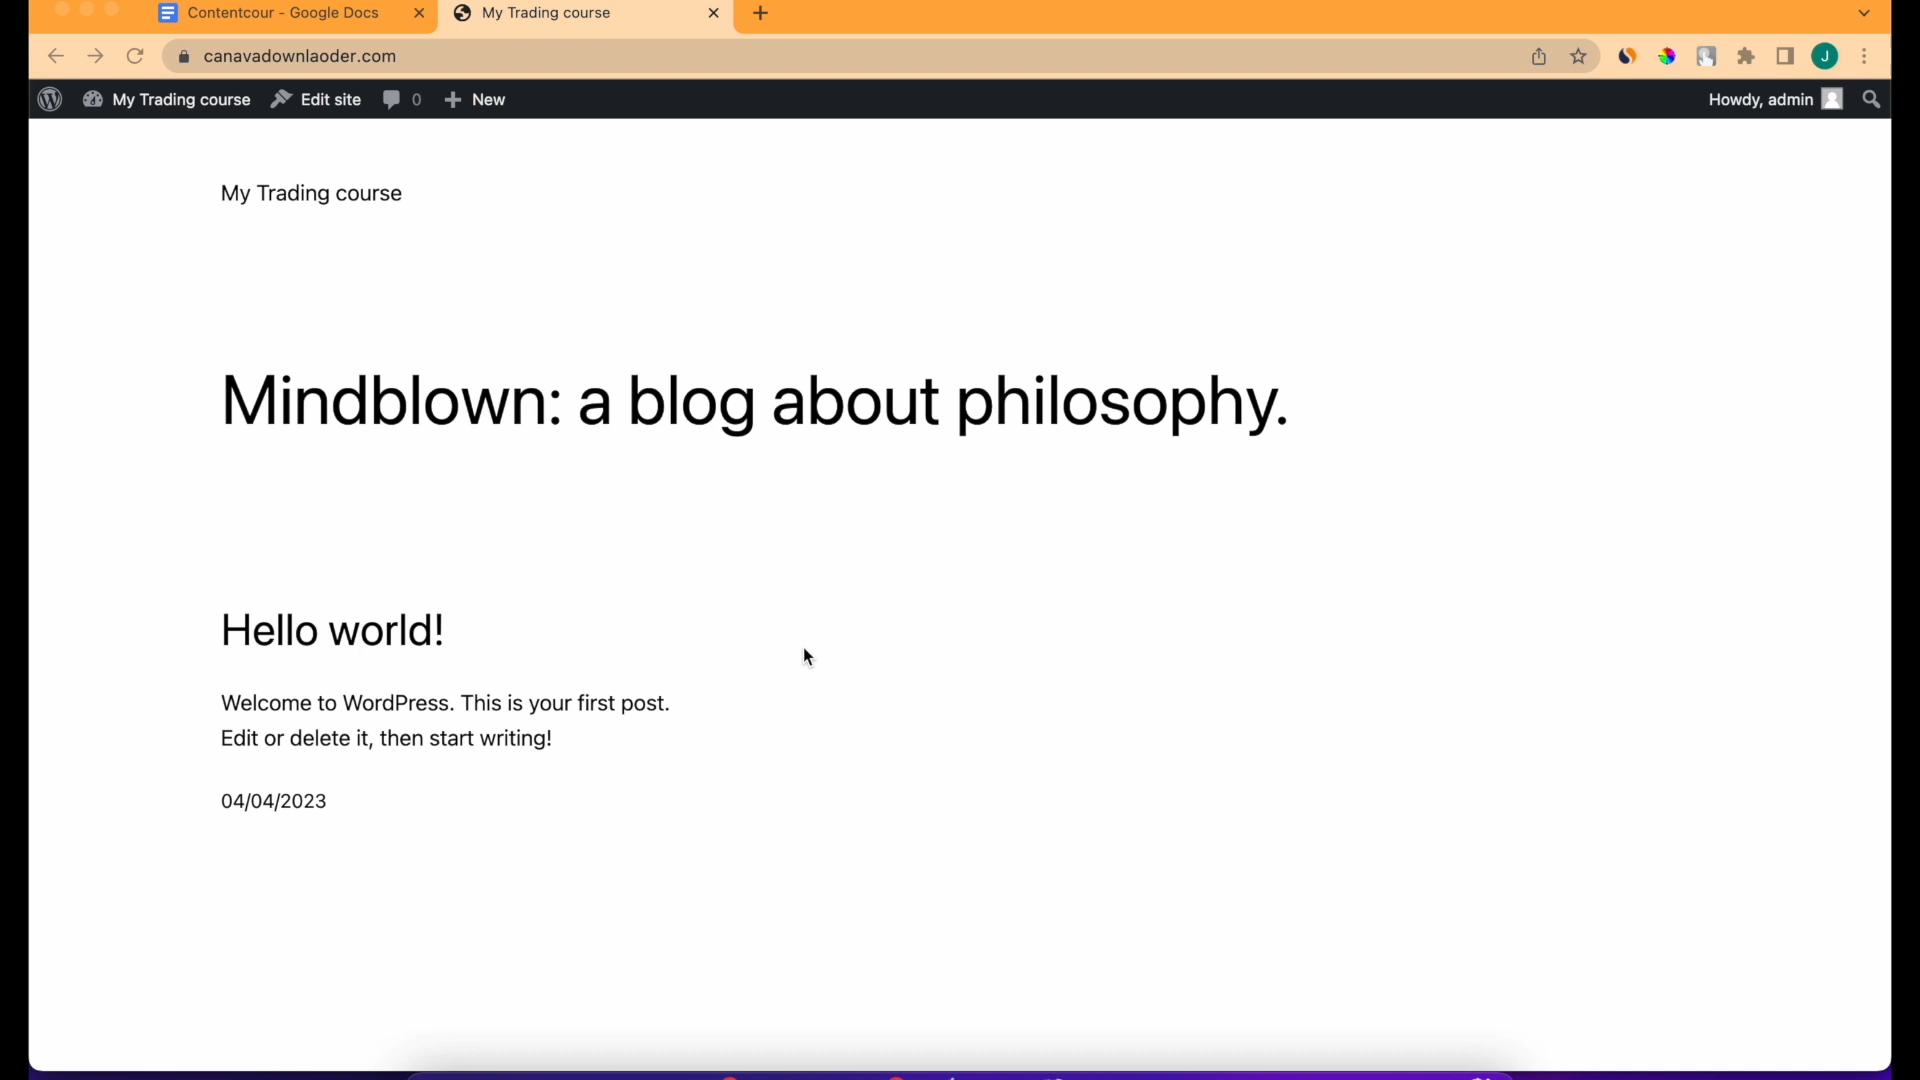 Contentcour - Google Docs
My Trading course
canavadownlaoder.com
J
My Trading course
Edit site
0
New
Howdy, admin
My Trading course
Mindblown: a blog about philosophy.
Hello world!
Welcome to WordPress. This is your first post.
Edit or delete it, then start writing!
04/04/2023